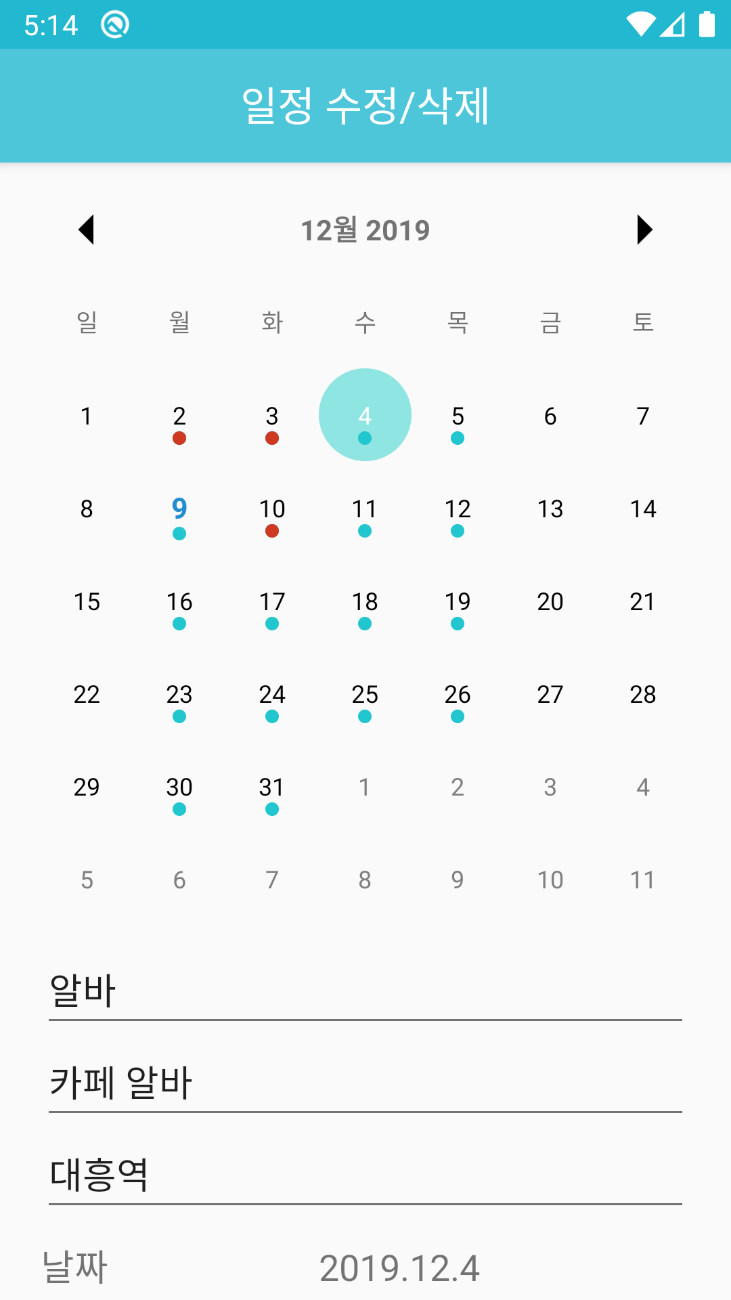 5:14
일정 수정/삭제
12월 2019
일 월 화 수 목 금 토
1 2 3 4 5 6 7
8 9 10 11 12 13 14
15 16 17 18 19 20 21
22 23 24 25 26 27 28
29 30 31 1 2 3 4
5 6 7 8 9 10 11
알바
카페 알바
대흥역
날짜 2019.12.4